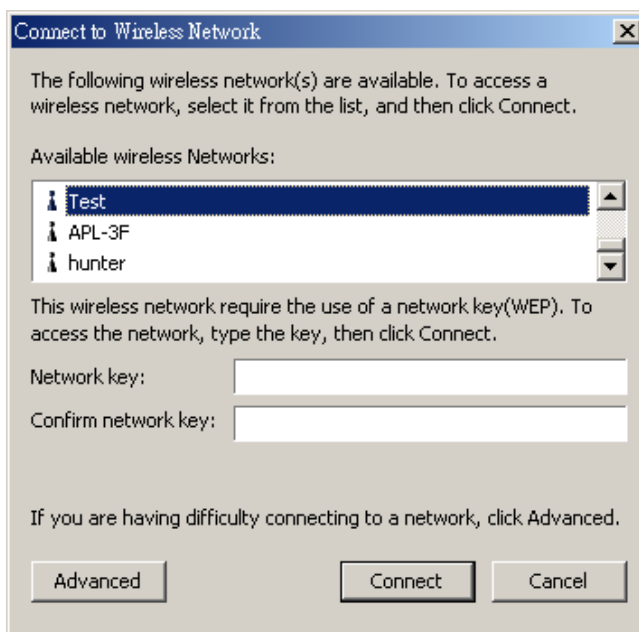 Connect to Wireless Network
The following wireless network(s) are available. To access a
wireless network, select it from the list, and then click Connect.
Available wireless Networks:
Test
APL-3F
hunter
This wireless network require the use of a network key(WEP). To
access the network, type the key, then click Connect.
Network key:
Confirm network key:
If you are having difficulty connecting to a network, click Advanced.
Advanced Connect Cancel